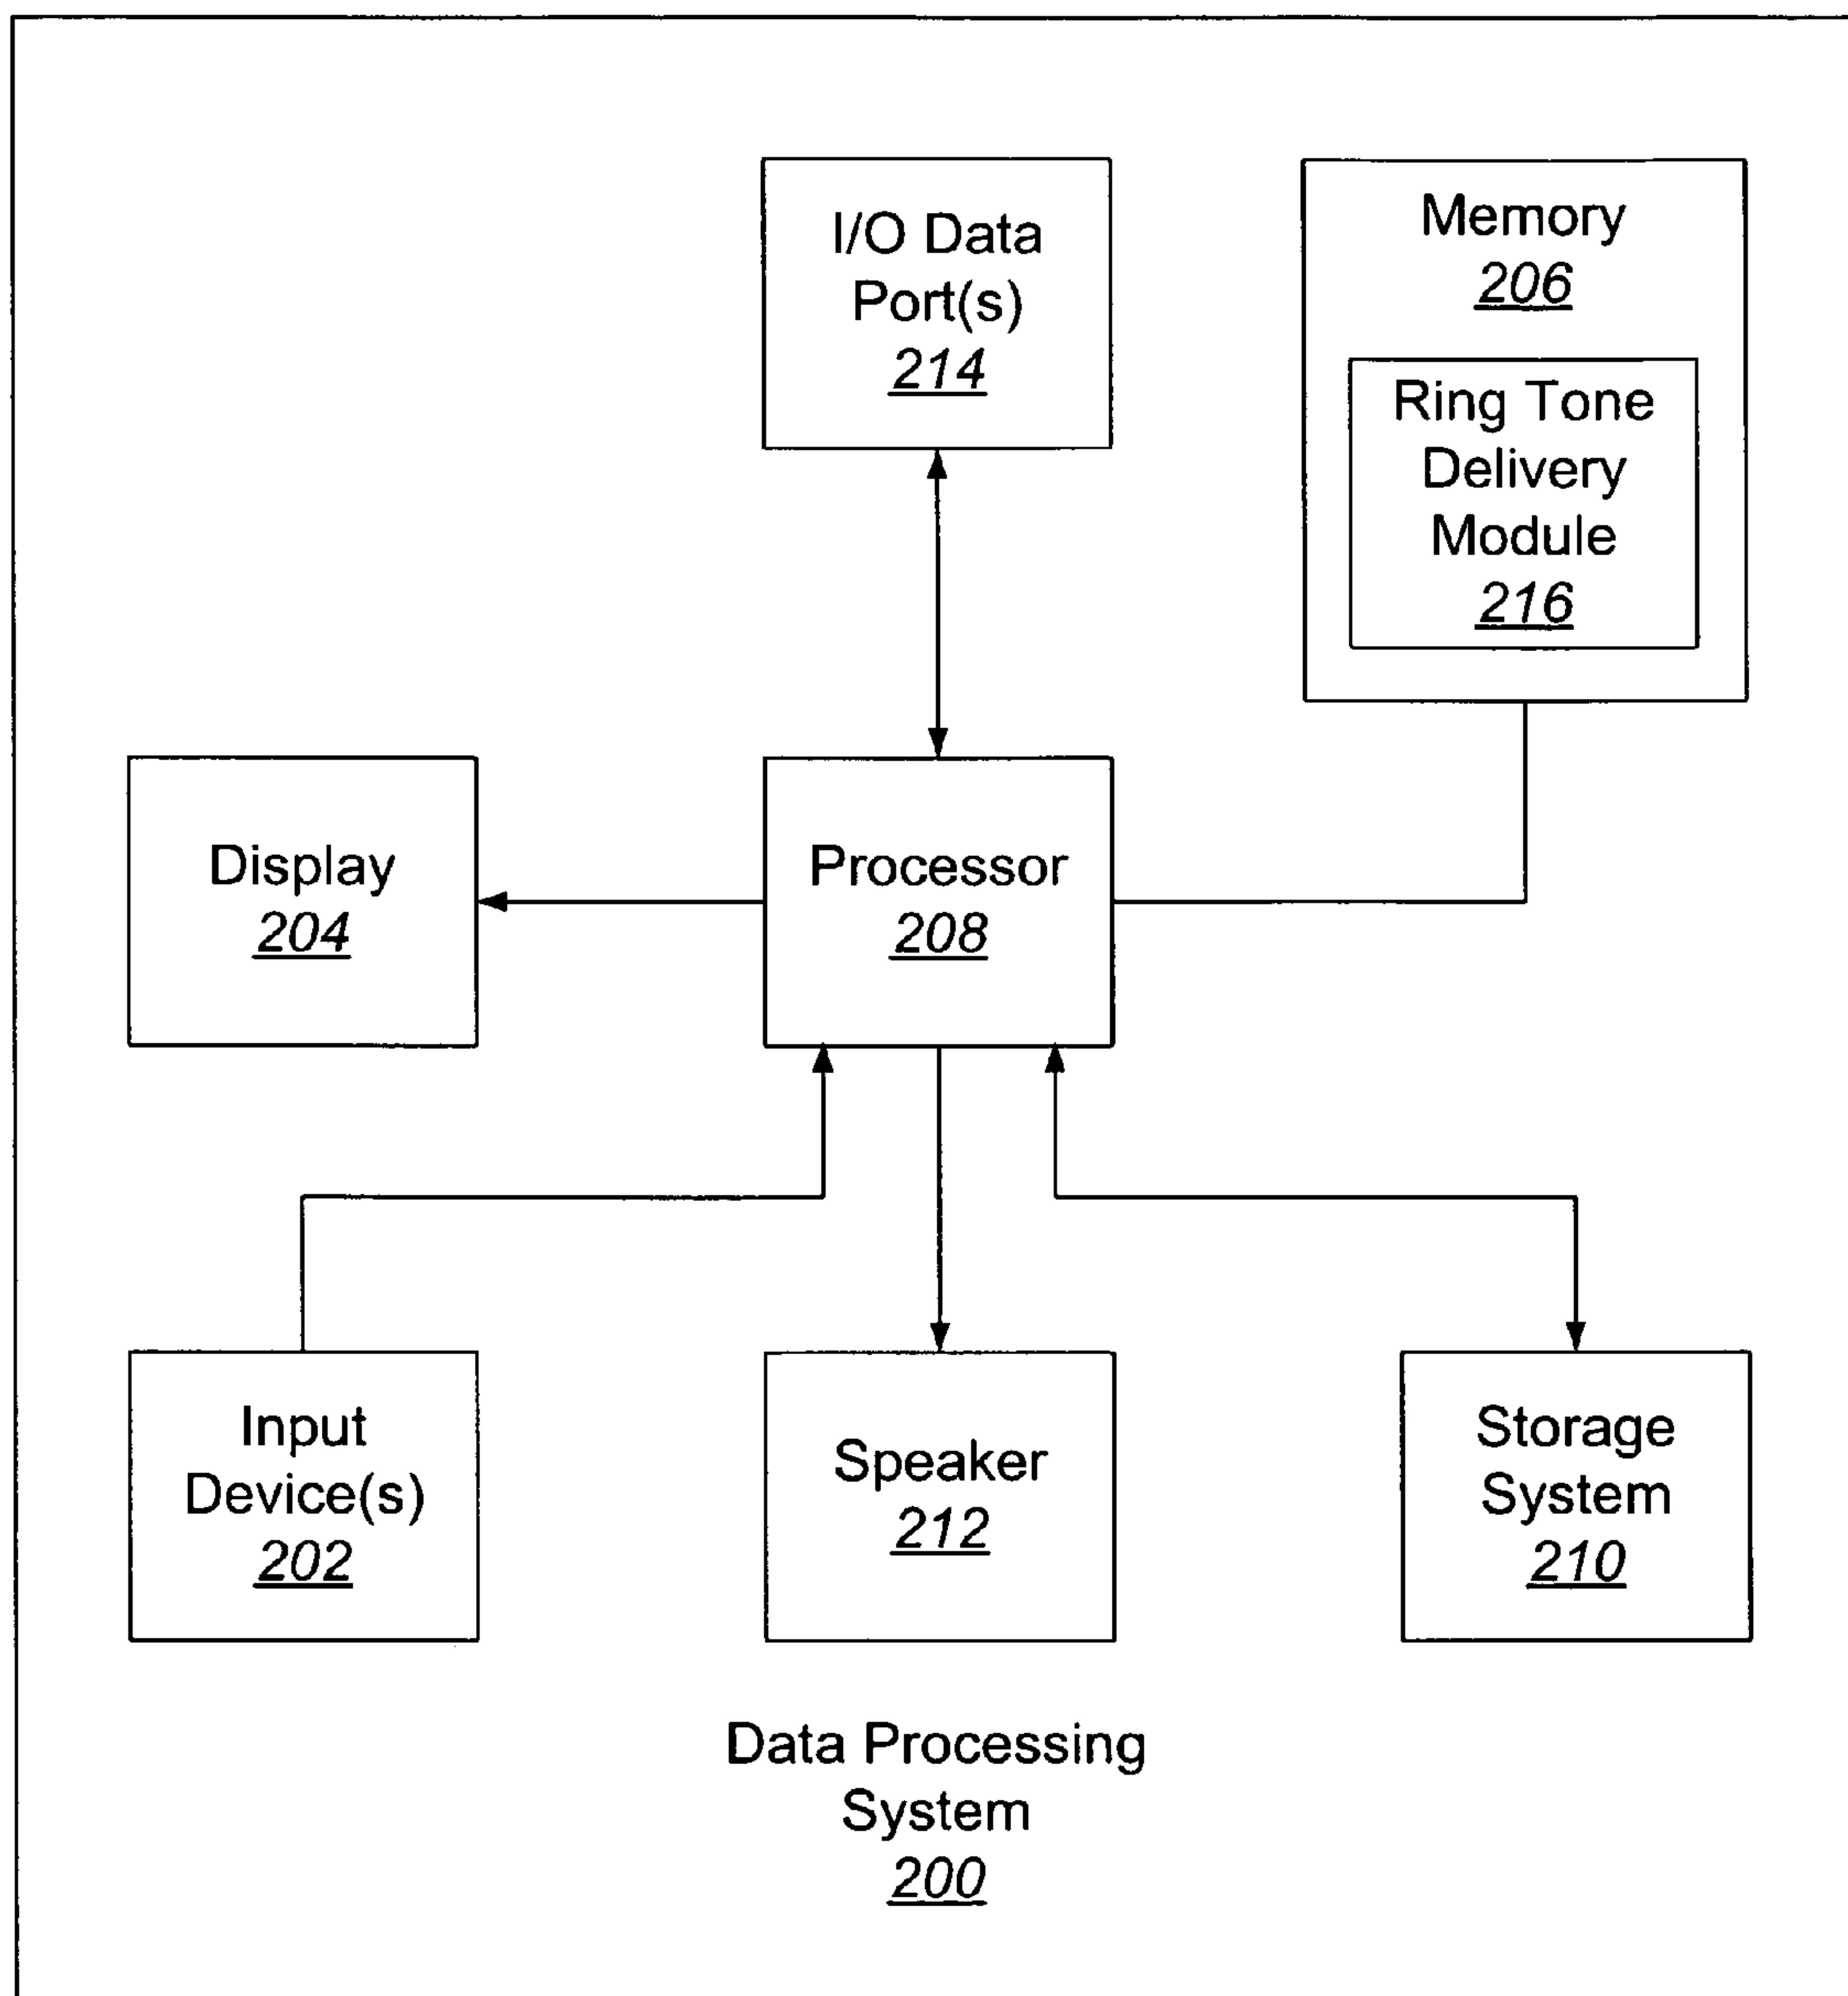 I/O Data
Port(s)
214
Memory
206
Ring Tone
Delivery
Module
216
Display
204
Processor
208
Input
Device(s)
202
Speaker
212
Storage
System
210
Data Processing
System
200